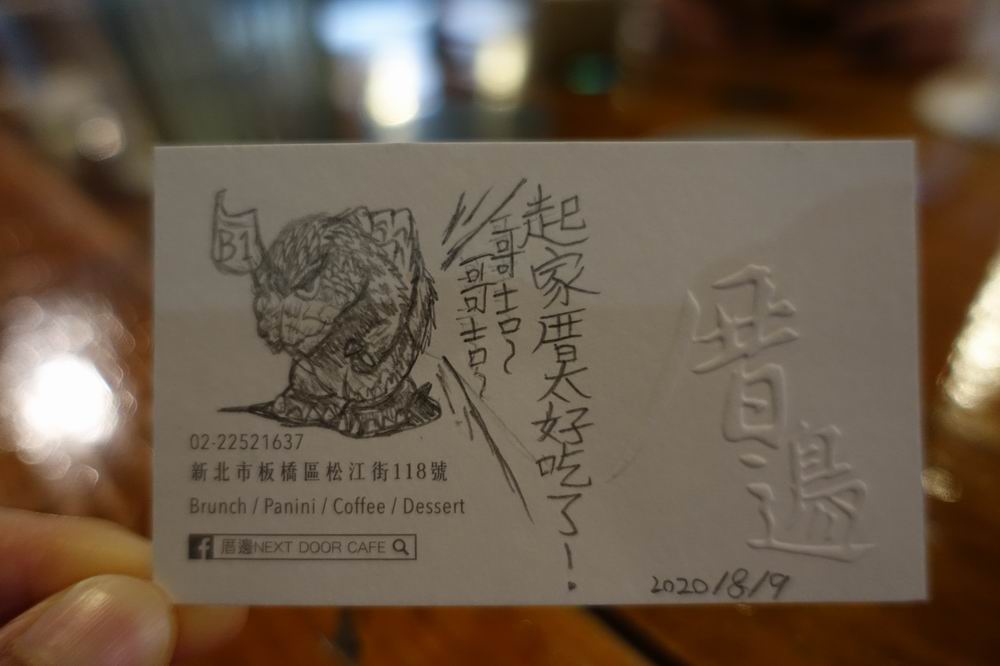 B1
起家厝太好吃了！
哥吉～
哥吉～
02-22521637
新北市板橋區松江街118號
Brunch / Panini / Coffee / Dessert
f 厝邊NEXT DOOR CAFE
厝邊
2020/8/9